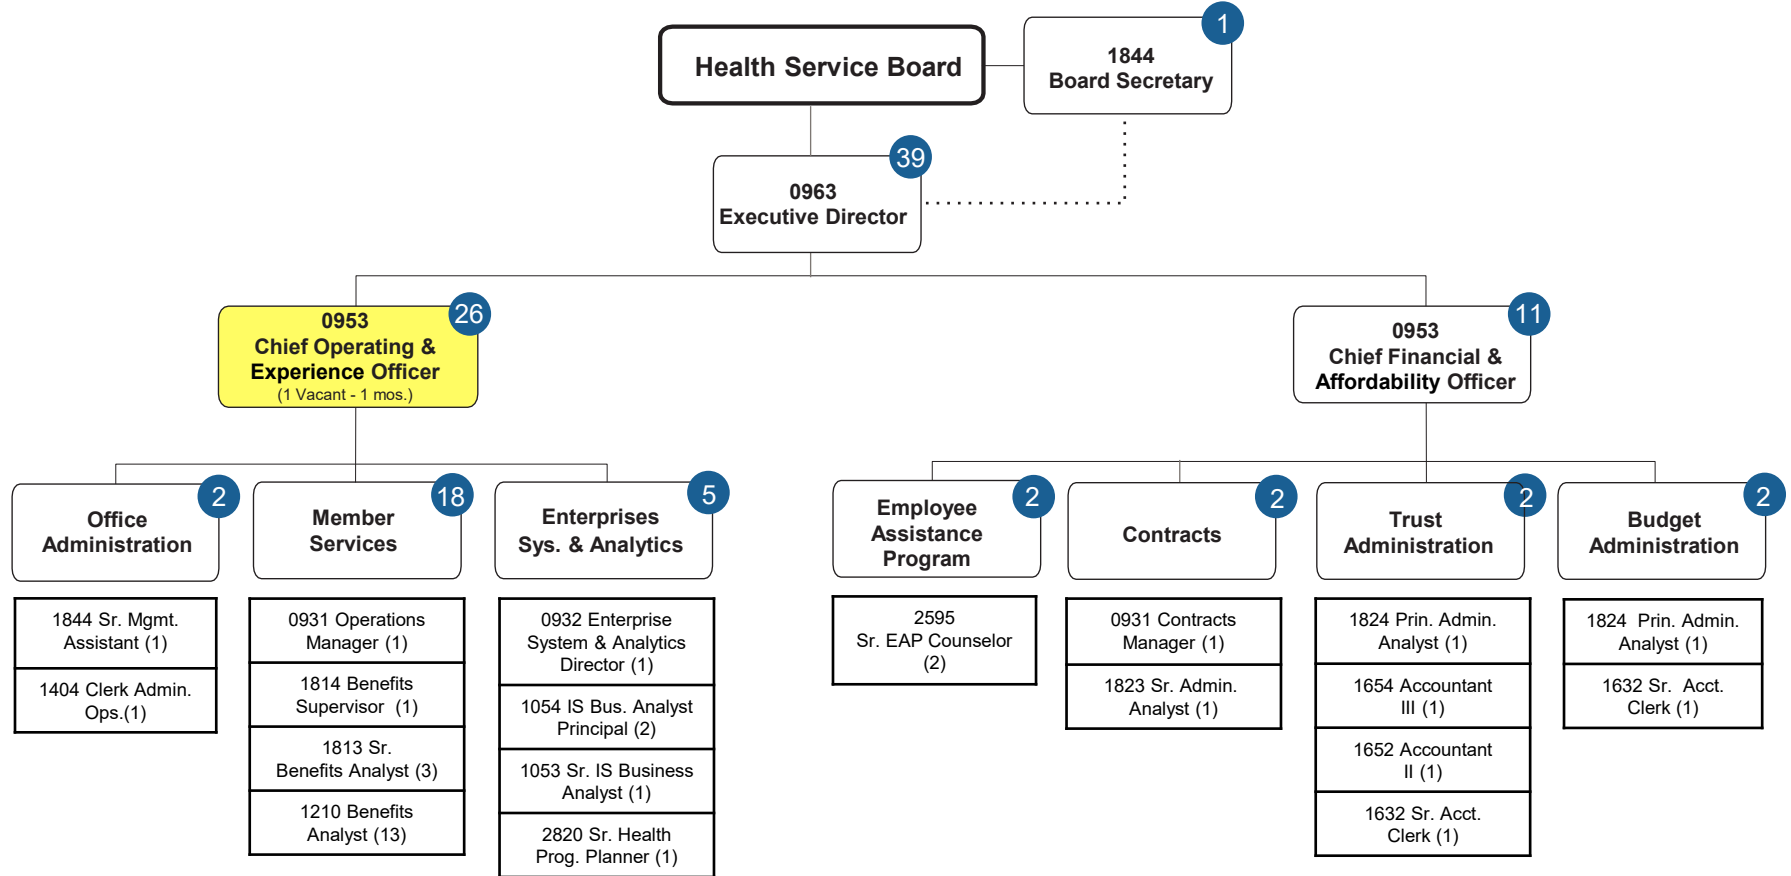 Health Service Board
1
1844
Board Secretary
39
0963
Executive Director
26
0953
Chief Operating &
Experience Officer
(1 Vacant - 1 mos.)
11
0953
Chief Financial &
Affordability Officer
2
Office
Administration
1844 Sr. Mgmt.
Assistant (1)
1404 Clerk Admin.
Ops.(1)
18
Member
Services
0931 Operations
Manager (1)
1814 Benefits
Supervisor (1)
1813 Sr.
Benefits Analyst (3)
1210 Benefits
Analyst (13)
5
Enterprises
Sys. & Analytics
0932 Enterprise
System & Analytics
Director (1)
1054 IS Bus. Analyst
Principal (2)
1053 Sr. IS Business
Analyst (1)
2820 Sr. Health
Prog. Planner (1)
2
Employee
Assistance
Program
2595
Sr. EAP Counselor
(2)
2
Contracts
0931 Contracts
Manager (1)
1823 Sr. Admin.
Analyst (1)
2
Trust
Administration
1824 Prin. Admin.
Analyst (1)
1654 Accountant
III (1)
1652 Accountant
II (1)
1632 Sr. Acct.
Clerk (1)
2
Budget
Administration
1824 Prin. Admin.
Analyst (1)
1632 Sr. Acct.
Clerk (1)